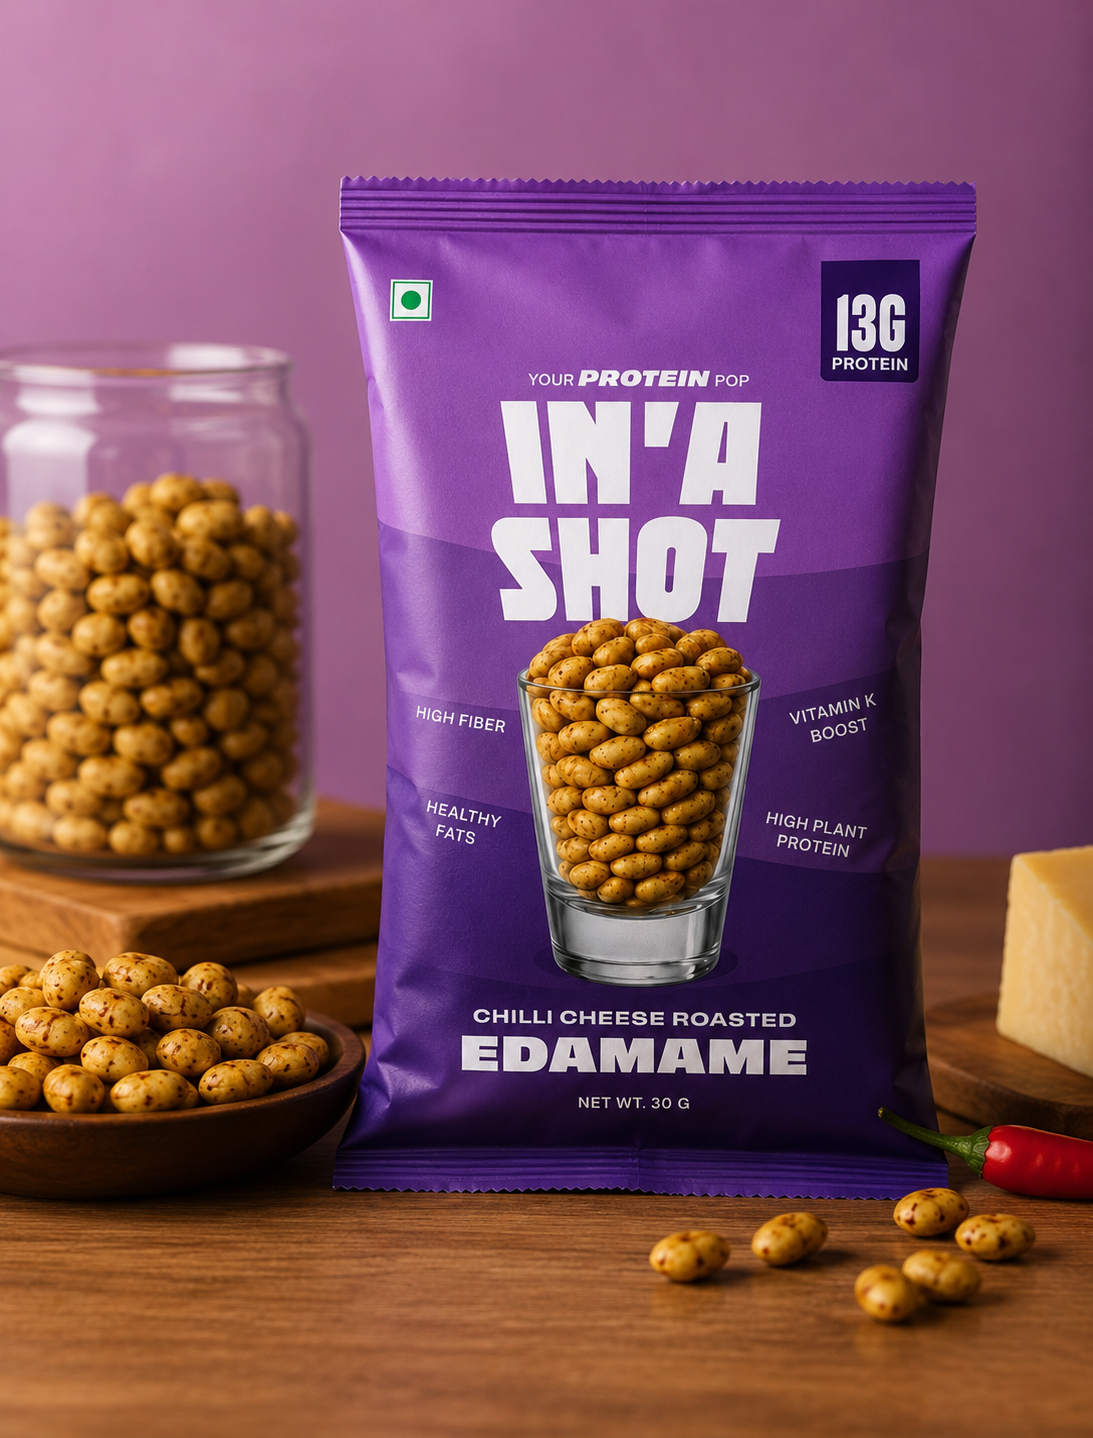 13G
PROTEIN
YOUR PROTEIN POP
IN'A
SHOT
HIGH FIBER
VITAMIN K
BOOST
HEALTHY
FATS
HIGH PLANT
PROTEIN
CHILLI CHEESE ROASTED
EDAMAME
NET WT. 30 G